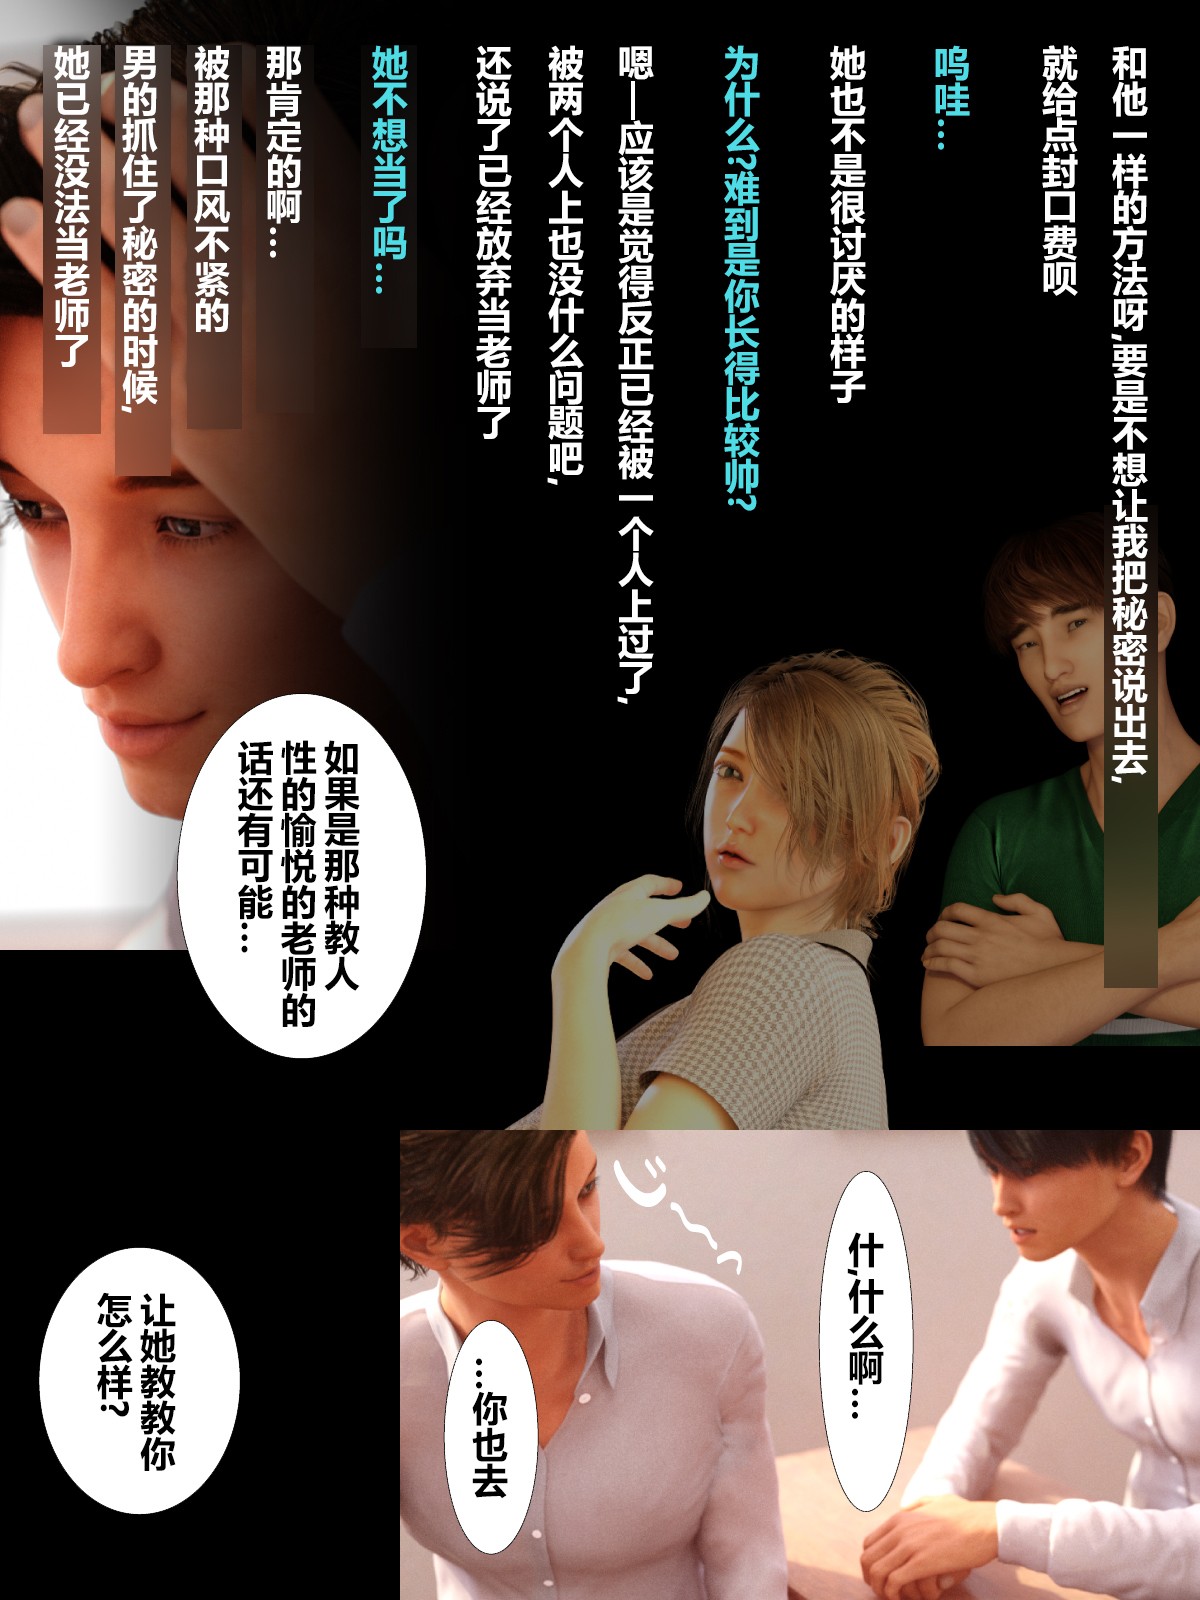 和他一样的方法呀,要是不想让我把秘密说出去,
就给点封口费呗
呜哇…
她也不是很讨厌的样子
为什么?难到是你长得比较帅?
嗯—应该是觉得反正已经被一个人上过了,
被两个人上也没什么问题吧,
还说了已经放弃当老师了
她不想当了吗…
那肯定的啊…
被那种口风不紧的
男的抓住了秘密的时候,
她已经没法当老师了
如果是那种教人
性的愉悦的老师的
话还有可能…
什,什么啊…
じ～～っ
…你也去
让她教教你
怎么样?